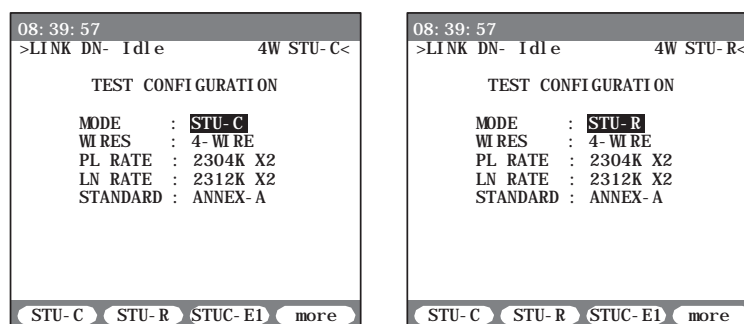 08:39:57
>LINK DN- Idle 4W STU-C<
TEST CONFIGURATION
MODE : STU-C
WIRES : 4-WIRE
PL RATE : 2304K X2
LN RATE : 2312K X2
STANDARD : ANNEX-A
STU-C STU-R STUC-E1 more
08:39:57
>LINK DN- Idle 4W STU-R<
TEST CONFIGURATION
MODE : STU-R
WIRES : 4-WIRE
PL RATE : 2304K X2
LN RATE : 2312K X2
STANDARD : ANNEX-A
STU-C STU-R STUC-E1 more